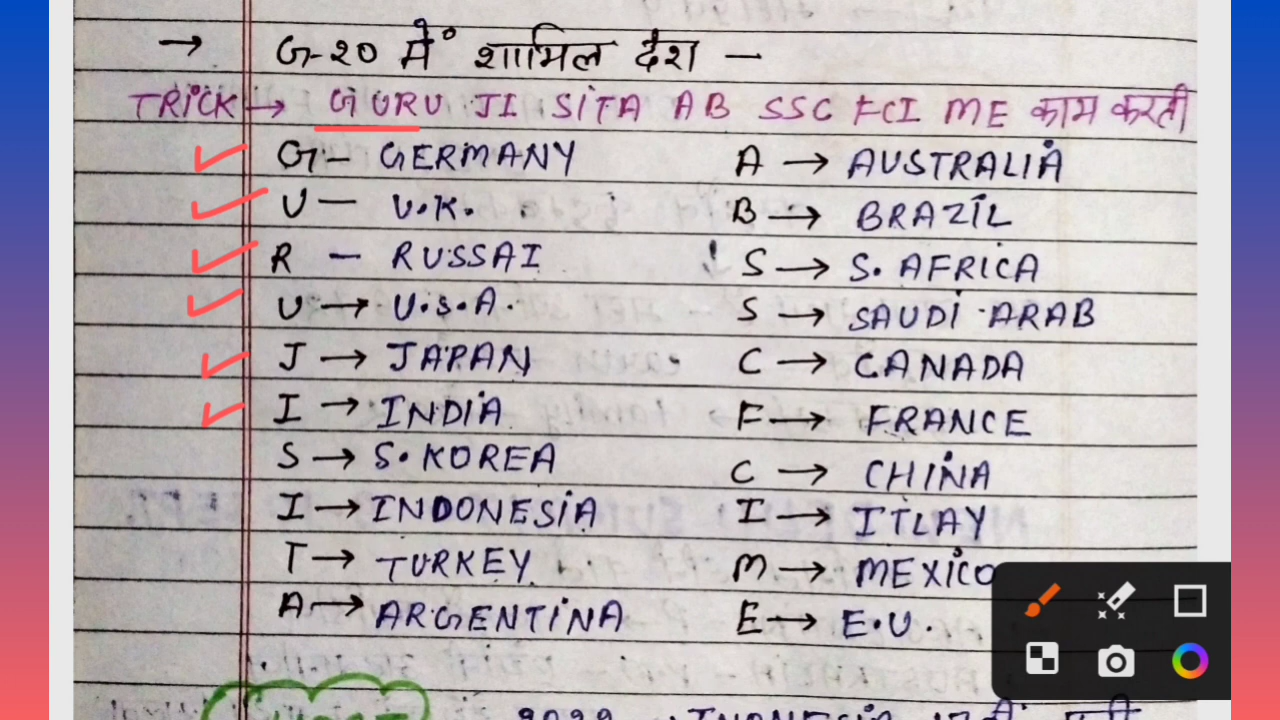 → G-20 में शामिल देश —
TRICK → GURU JI SITA AB SSC FCI ME काम करती
G — GERMANY
U — U.K.
R — RUSSAI
U → U.S.A.
J → JAPAN
I → INDIA
S → S. KOREA
I → INDONESIA
T → TURKEY
A → ARGENTINA
A → AUSTRALIA
B → BRAZIL
S → S. AFRICA
S → SAUDI ARAB
C → CANADA
F → FRANCE
C → CHINA
I → ITLAY
M → MEXICO
E → E.U.